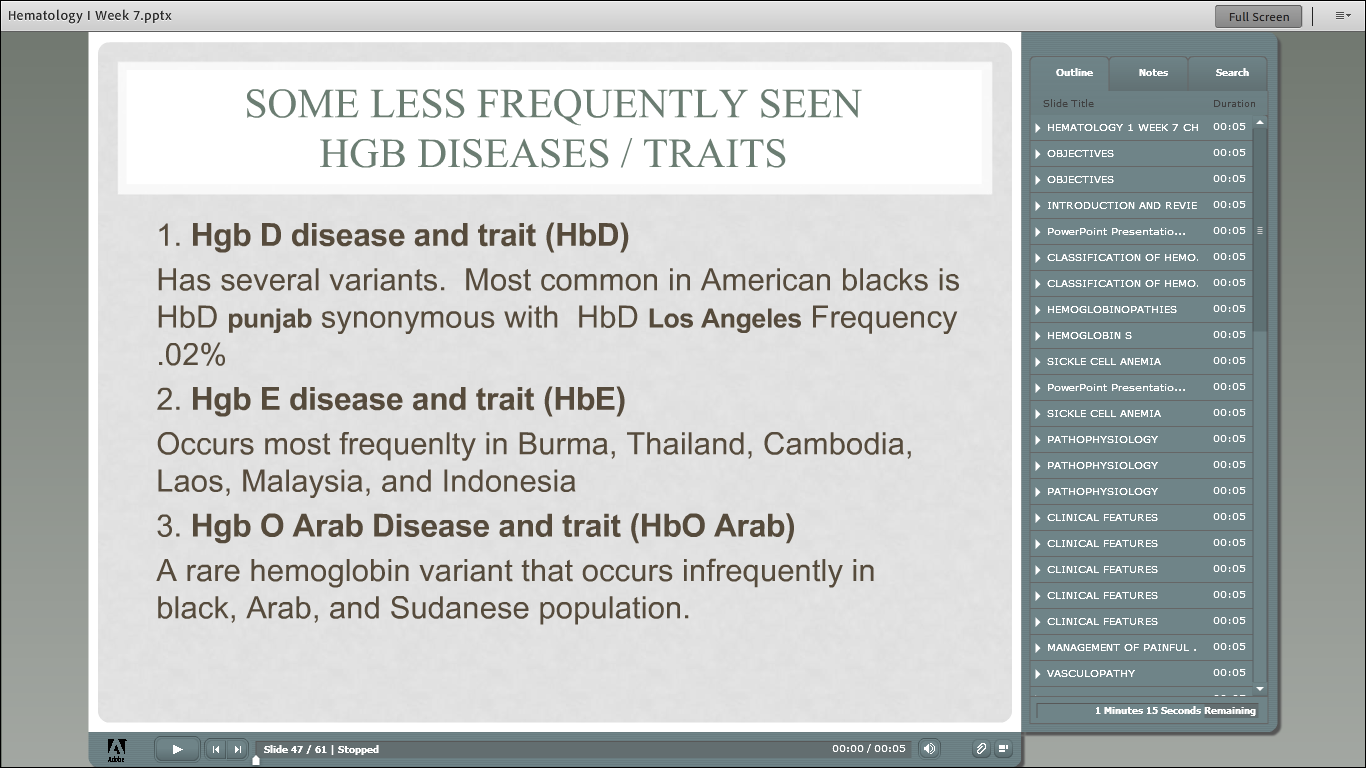 Hematology I Week 7.pptx
Full Screen
SOME LESS FREQUENTLY SEEN
HGB DISEASES / TRAITS
1. Hgb D disease and trait (HbD)
Has several variants.  Most common in American blacks is
HbD punjab synonymous with  HbD Los Angeles Frequency
.02%
2. Hgb E disease and trait (HbE)
Occurs most frequenlty in Burma, Thailand, Cambodia,
Laos, Malaysia, and Indonesia
3. Hgb O Arab Disease and trait (HbO Arab)
A rare hemoglobin variant that occurs infrequently in
black, Arab, and Sudanese population.
Outline Notes Search
Slide Title Duration
HEMATOLOGY 1 WEEK 7 CH 00:05
OBJECTIVES 00:05
OBJECTIVES 00:05
INTRODUCTION AND REVIE 00:05
PowerPoint Presentatio... 00:05
CLASSIFICATION OF HEMO. 00:05
CLASSIFICATION OF HEMO. 00:05
HEMOGLOBINOPATHIES 00:05
HEMOGLOBIN S 00:05
SICKLE CELL ANEMIA 00:05
PowerPoint Presentatio... 00:05
SICKLE CELL ANEMIA 00:05
PATHOPHYSIOLOGY 00:05
PATHOPHYSIOLOGY 00:05
PATHOPHYSIOLOGY 00:05
CLINICAL FEATURES 00:05
CLINICAL FEATURES 00:05
CLINICAL FEATURES 00:05
CLINICAL FEATURES 00:05
CLINICAL FEATURES 00:05
MANAGEMENT OF PAINFUL . 00:05
VASCULOPATHY 00:05
1 Minutes 15 Seconds Remaining
Adobe
Slide 47 / 61 | Stopped
00:00 / 00:05